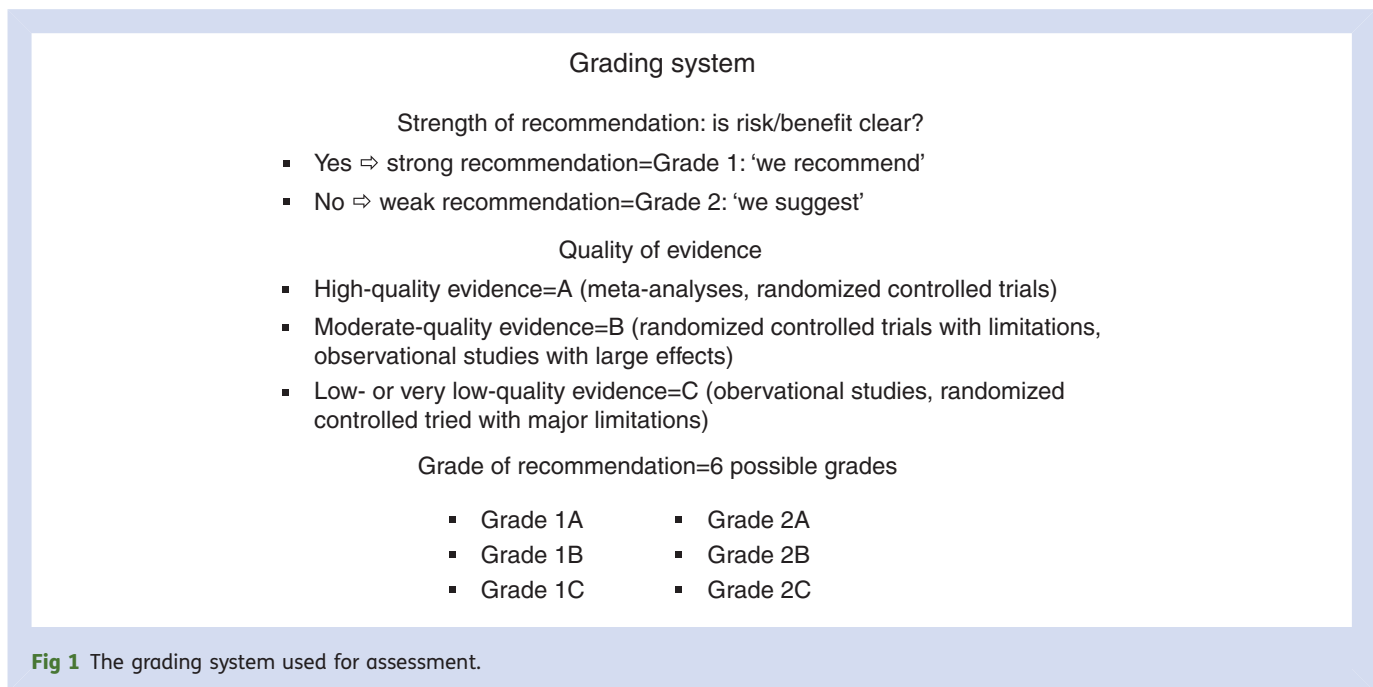 Grading system
Strength of recommendation: is risk/benefit clear?
▪ Yes ⇨ strong recommendation=Grade 1: ‘we recommend’
▪ No ⇨ weak recommendation=Grade 2: ‘we suggest’
Quality of evidence
▪ High-quality evidence=A (meta-analyses, randomized controlled trials)
▪ Moderate-quality evidence=B (randomized controlled trials with limitations,
observational studies with large effects)
▪ Low- or very low-quality evidence=C (obervational studies, randomized
controlled tried with major limitations)
Grade of recommendation=6 possible grades
▪ Grade 1A ▪ Grade 2A
▪ Grade 1B ▪ Grade 2B
▪ Grade 1C ▪ Grade 2C
Fig 1 The grading system used for assessment.